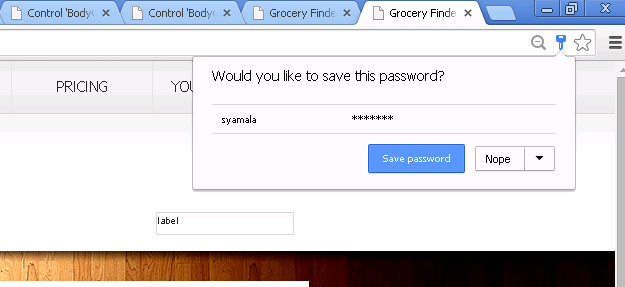 Control 'Body
Control 'Body
Grocery Finde
Grocery Finde
Would you like to save this password?
PRICING
YOU
syamala *******
Save password Nope
label